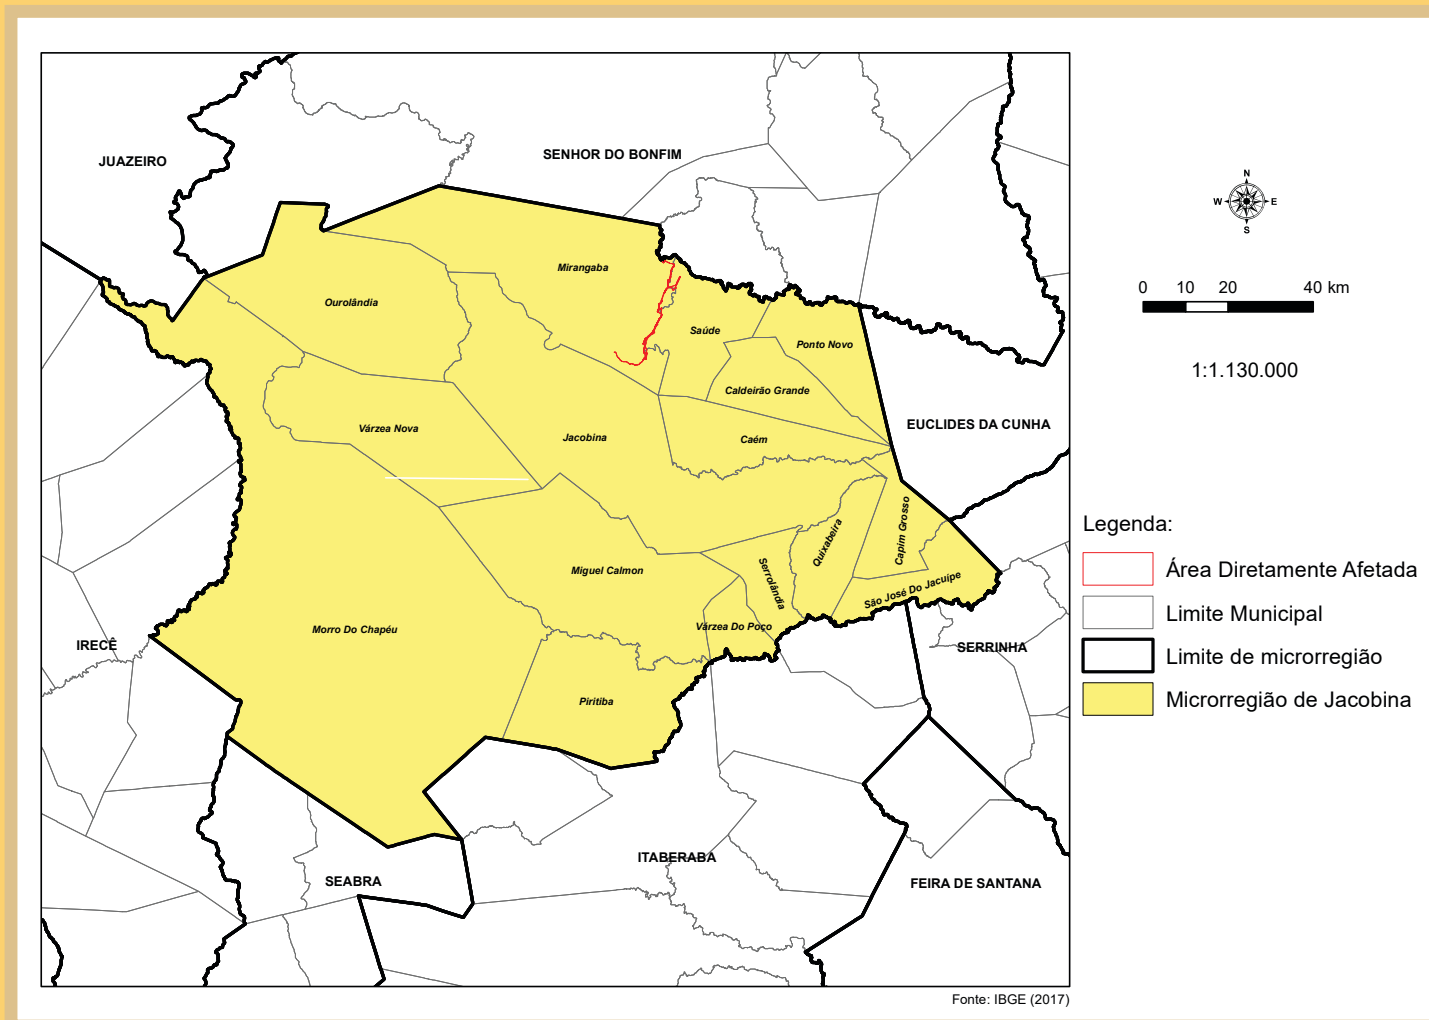 JUAZEIRO
SENHOR DO BONFIM
Mirangaba
Ourolândia
Saúde
Ponto Novo
Caldeirão Grande
EUCLIDES DA CUNHA
Várzea Nova
Jacobina
Caém
Quixabeira
Capim Grosso
Miguel Calmon
Serrolândia
São José Do Jacuípe
Morro Do Chapéu
Várzea Do Poço
IRECÊ
SERRINHA
Piritiba
ITABERABA
SEABRA
FEIRA DE SANTANA
Fonte: IBGE (2017)
N
W E
S
0 10 20 40 km
1:1.130.000
Legenda:
Área Diretamente Afetada
Limite Municipal
Limite de microrregião
Microrregião de Jacobina